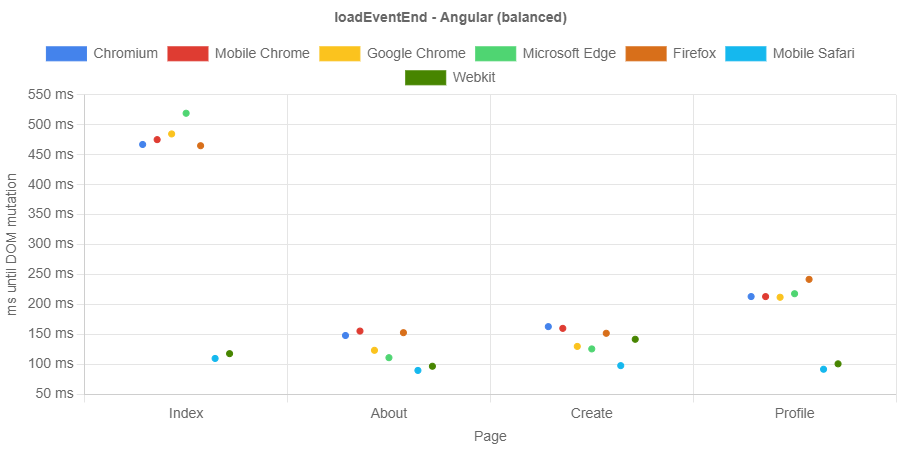 loadEventEnd - Angular (balanced)
Chromium Mobile Chrome Google Chrome Microsoft Edge Firefox Mobile Safari
Webkit
550 ms
500 ms
450 ms
400 ms
350 ms
300 ms
250 ms
200 ms
150 ms
100 ms
50 ms
ms until DOM mutation
Index About Create Profile
Page